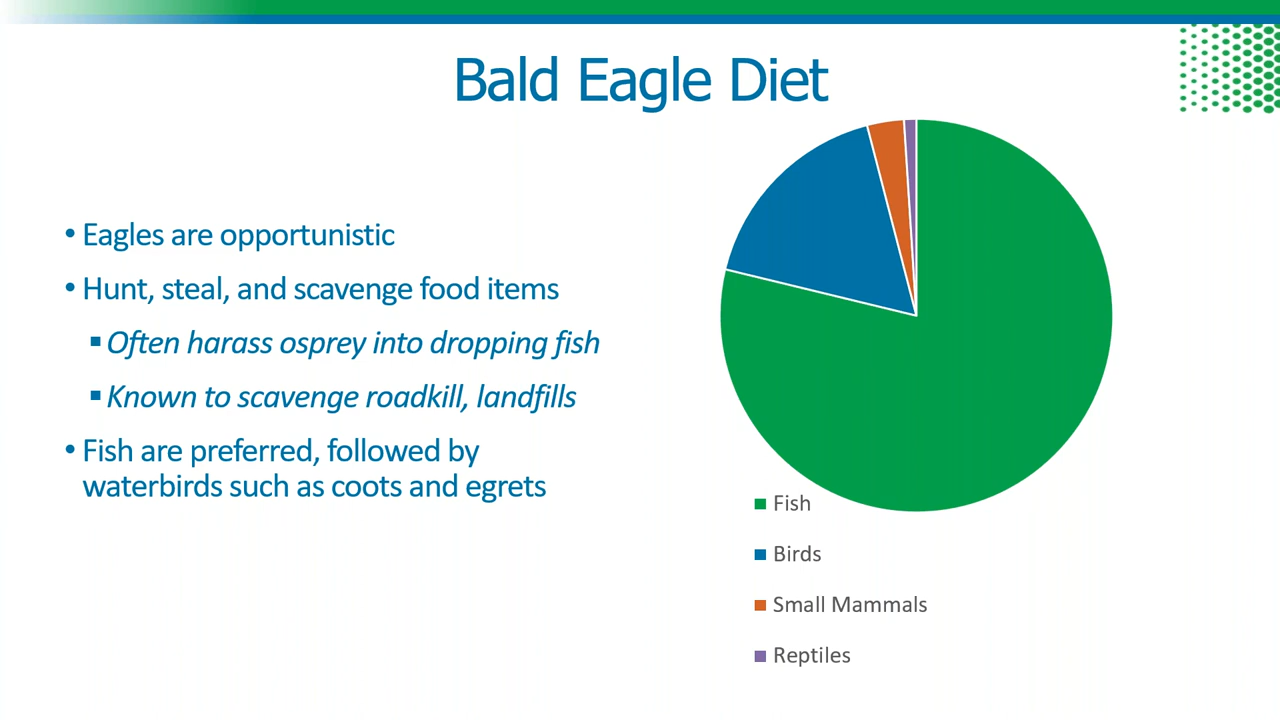 Bald Eagle Diet
• Eagles are opportunistic
• Hunt, steal, and scavenge food items
▪ Often harass osprey into dropping fish
▪ Known to scavenge roadkill, landfills
• Fish are preferred, followed by
waterbirds such as coots and egrets
Fish
Birds
Small Mammals
Reptiles